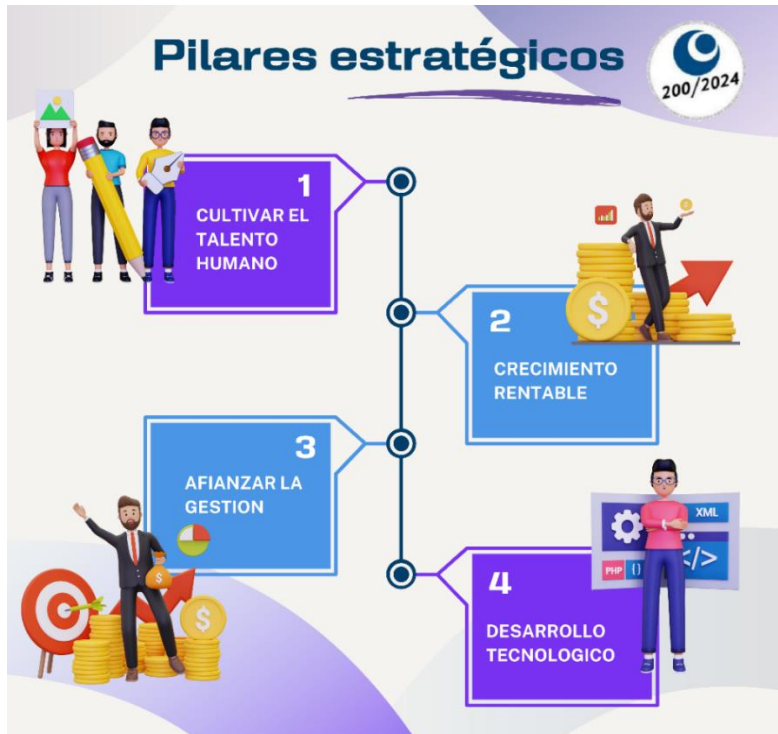 Pilares estratégicos
200/2024
1
CULTIVAR EL
TALENTO
HUMANO
2
CRECIMIENTO
RENTABLE
$
3
AFIANZAR LA
GESTION
$
$
XML
PHP
{}
</>
4
DESARROLLO
TECNOLOGICO